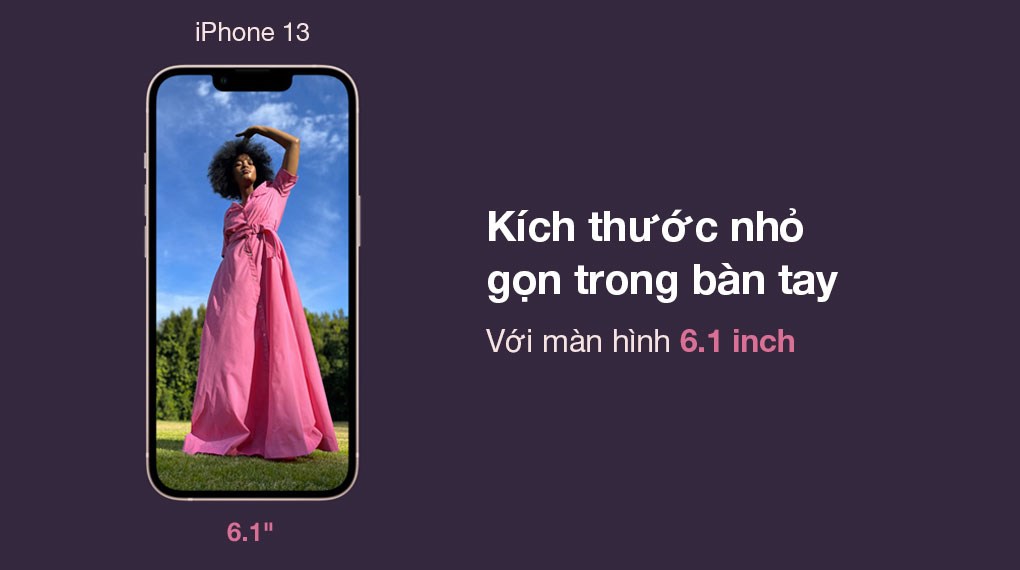 iPhone 13
Kích thước nhỏ
gọn trong bàn tay
Với màn hình 6.1 inch
6.1"